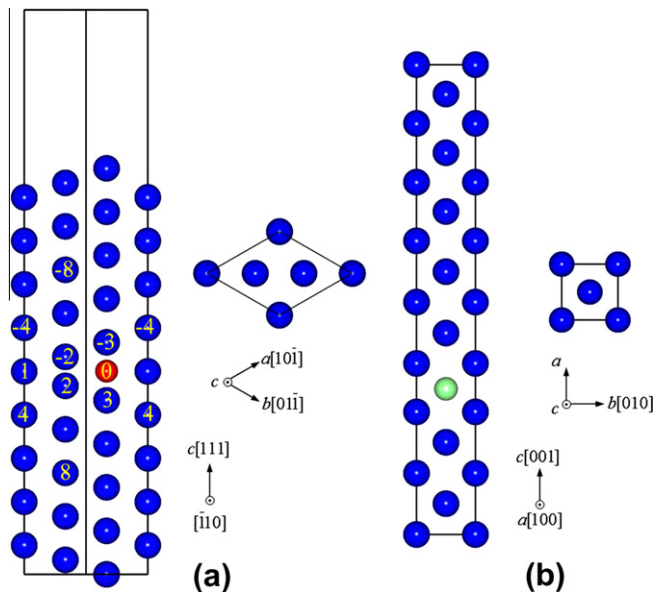 -8
-4 -4
-3
-2
1 0
2
3
4 4
8
a[101̄]
c
b[011̄]
c[111]
[1̄10]
(a)
a
c b[010]
c[001]
a[100]
(b)